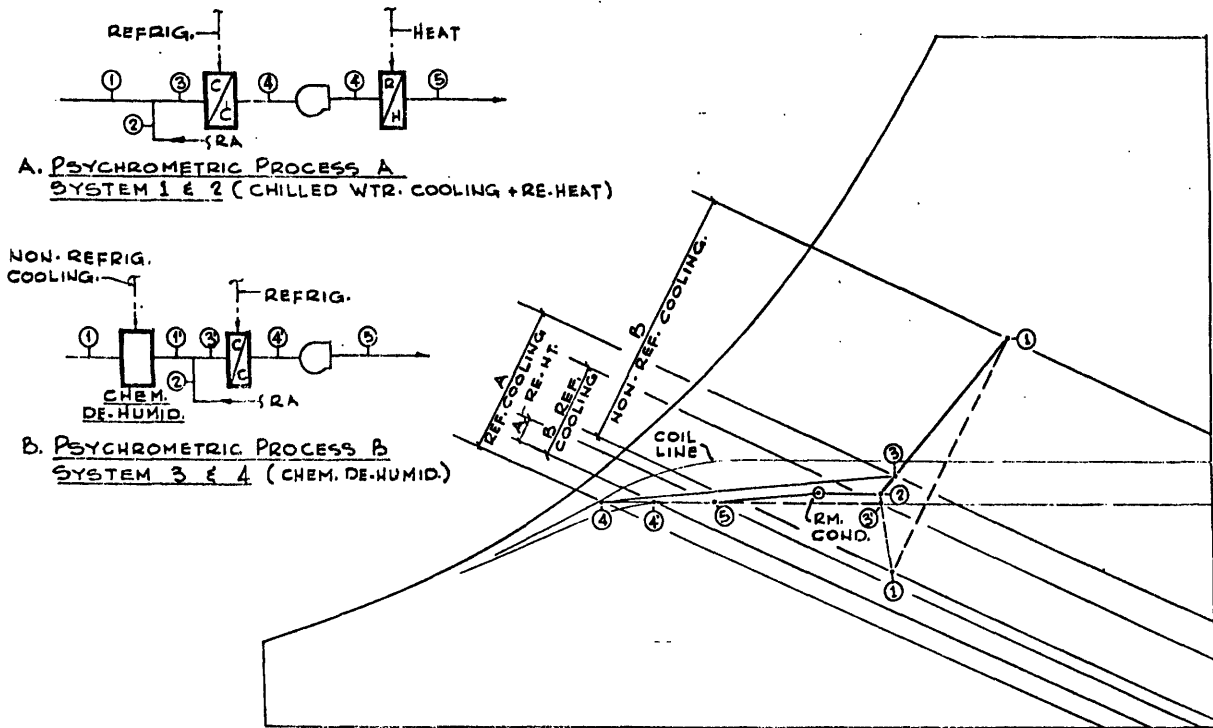 REFRIG.
HEAT
① ③ C/C ④ ④ R/H ⑤
②
RA
A. PSYCHROMETRIC PROCESS A
SYSTEM 1 & 2 (CHILLED WTR. COOLING + RE-HEAT)
NON-REFRIG.
COOLING.
REFRIG.
① ①' ③' C/C ④' ⑤
②
CHEM.
DE-HUMID.
RA
B. PSYCHROMETRIC PROCESS B
SYSTEM 3 & 4 (CHEM. DE-HUMID.)
A
REF. COOLING
A
RE-HT.
B REF.
COOLING
B
NON-REF. COOLING.
COIL
LINE
①
③
②
③'
RM.
COND.
④
④'
⑤
①